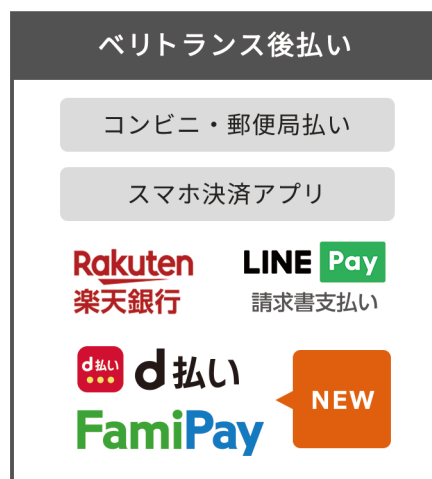 ベリトランス後払い
コンビニ・郵便局払い
スマホ決済アプリ
Rakuten
楽天銀行
LINE Pay
請求書支払い
d払い d払い
FamiPay
NEW